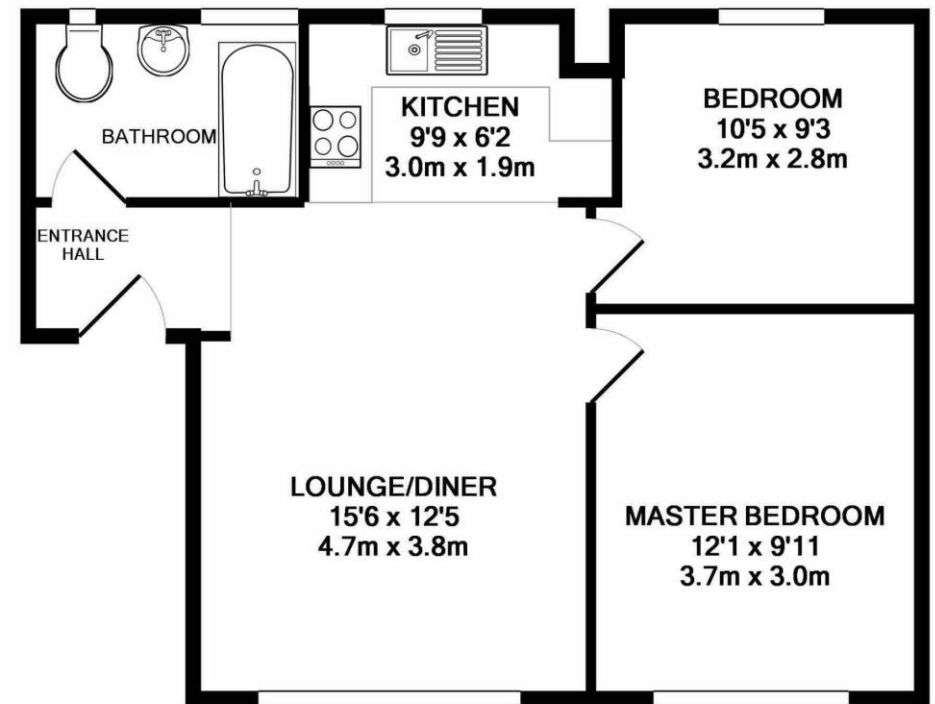 BATHROOM
KITCHEN
9'9 x 6'2
3.0m x 1.9m
BEDROOM
10'5 x 9'3
3.2m x 2.8m
ENTRANCE
HALL
LOUNGE/DINER
15'6 x 12'5
4.7m x 3.8m
MASTER BEDROOM
12'1 x 9'11
3.7m x 3.0m